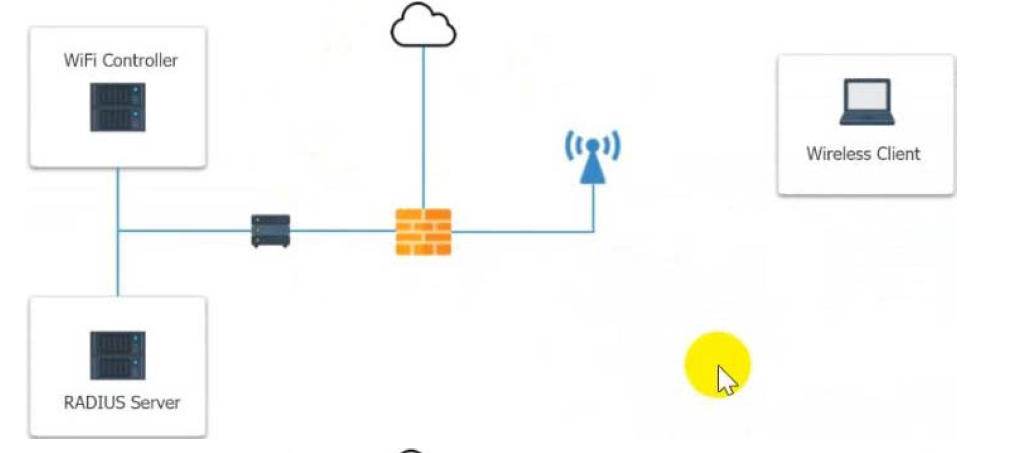 WiFi Controller
Wireless Client
RADIUS Server